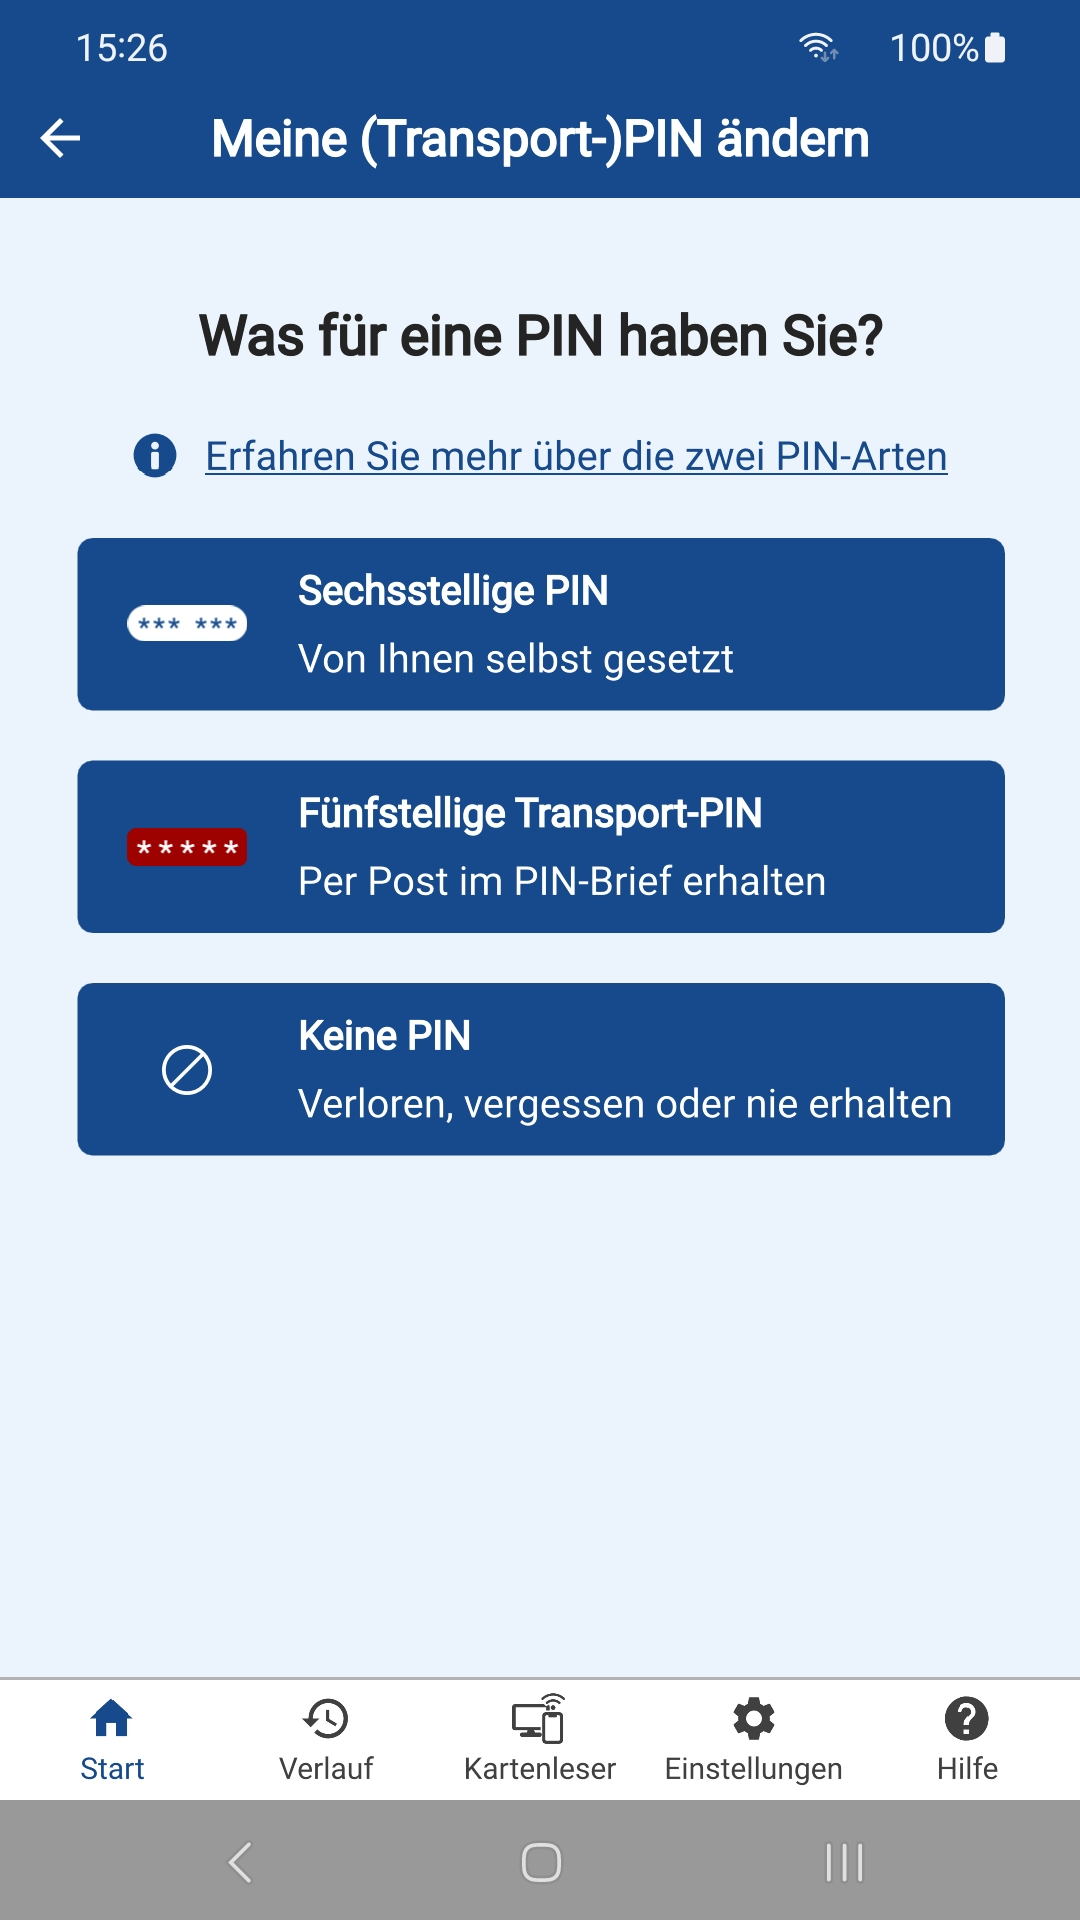 15:26
100%
Meine (Transport-)PIN ändern
Was für eine PIN haben Sie?
Erfahren Sie mehr über die zwei PIN-Arten
Sechsstellige PIN
*** ***
Von Ihnen selbst gesetzt
Fünfstellige Transport-PIN
*****
Per Post im PIN-Brief erhalten
Keine PIN
Verloren, vergessen oder nie erhalten
Start
Verlauf
Kartenleser
Einstellungen
Hilfe